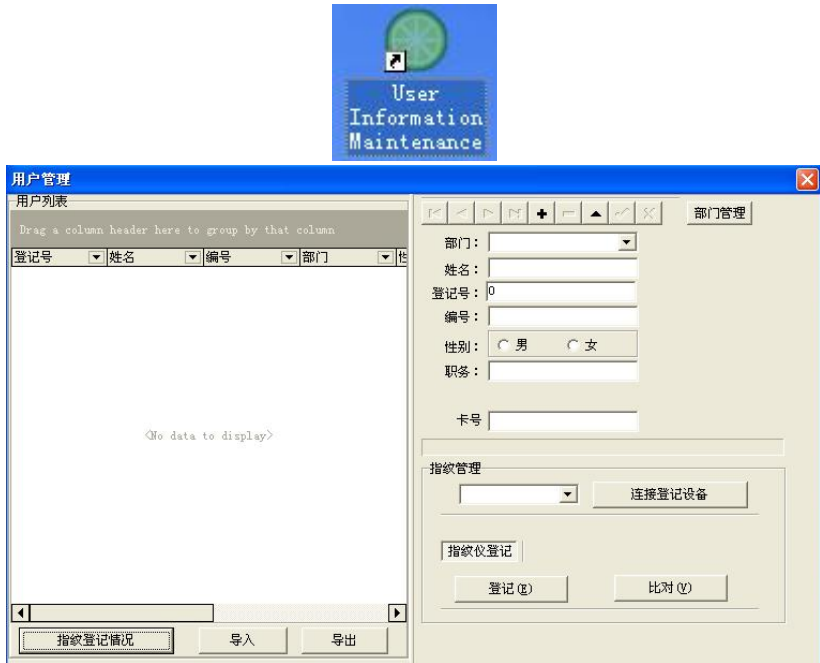 User
Information
Maintenance
用户管理
用户列表
Drag a column header here to group by that column
登记号 姓名 编号 部门
<No data to display>
指纹登记情况 导入 导出
部门管理
部门：
姓名：
登记号： 0
编号：
性别： 男 女
职务：
卡号
指纹管理
连接登记设备
指纹仪登记
登记(E) 比对(V)